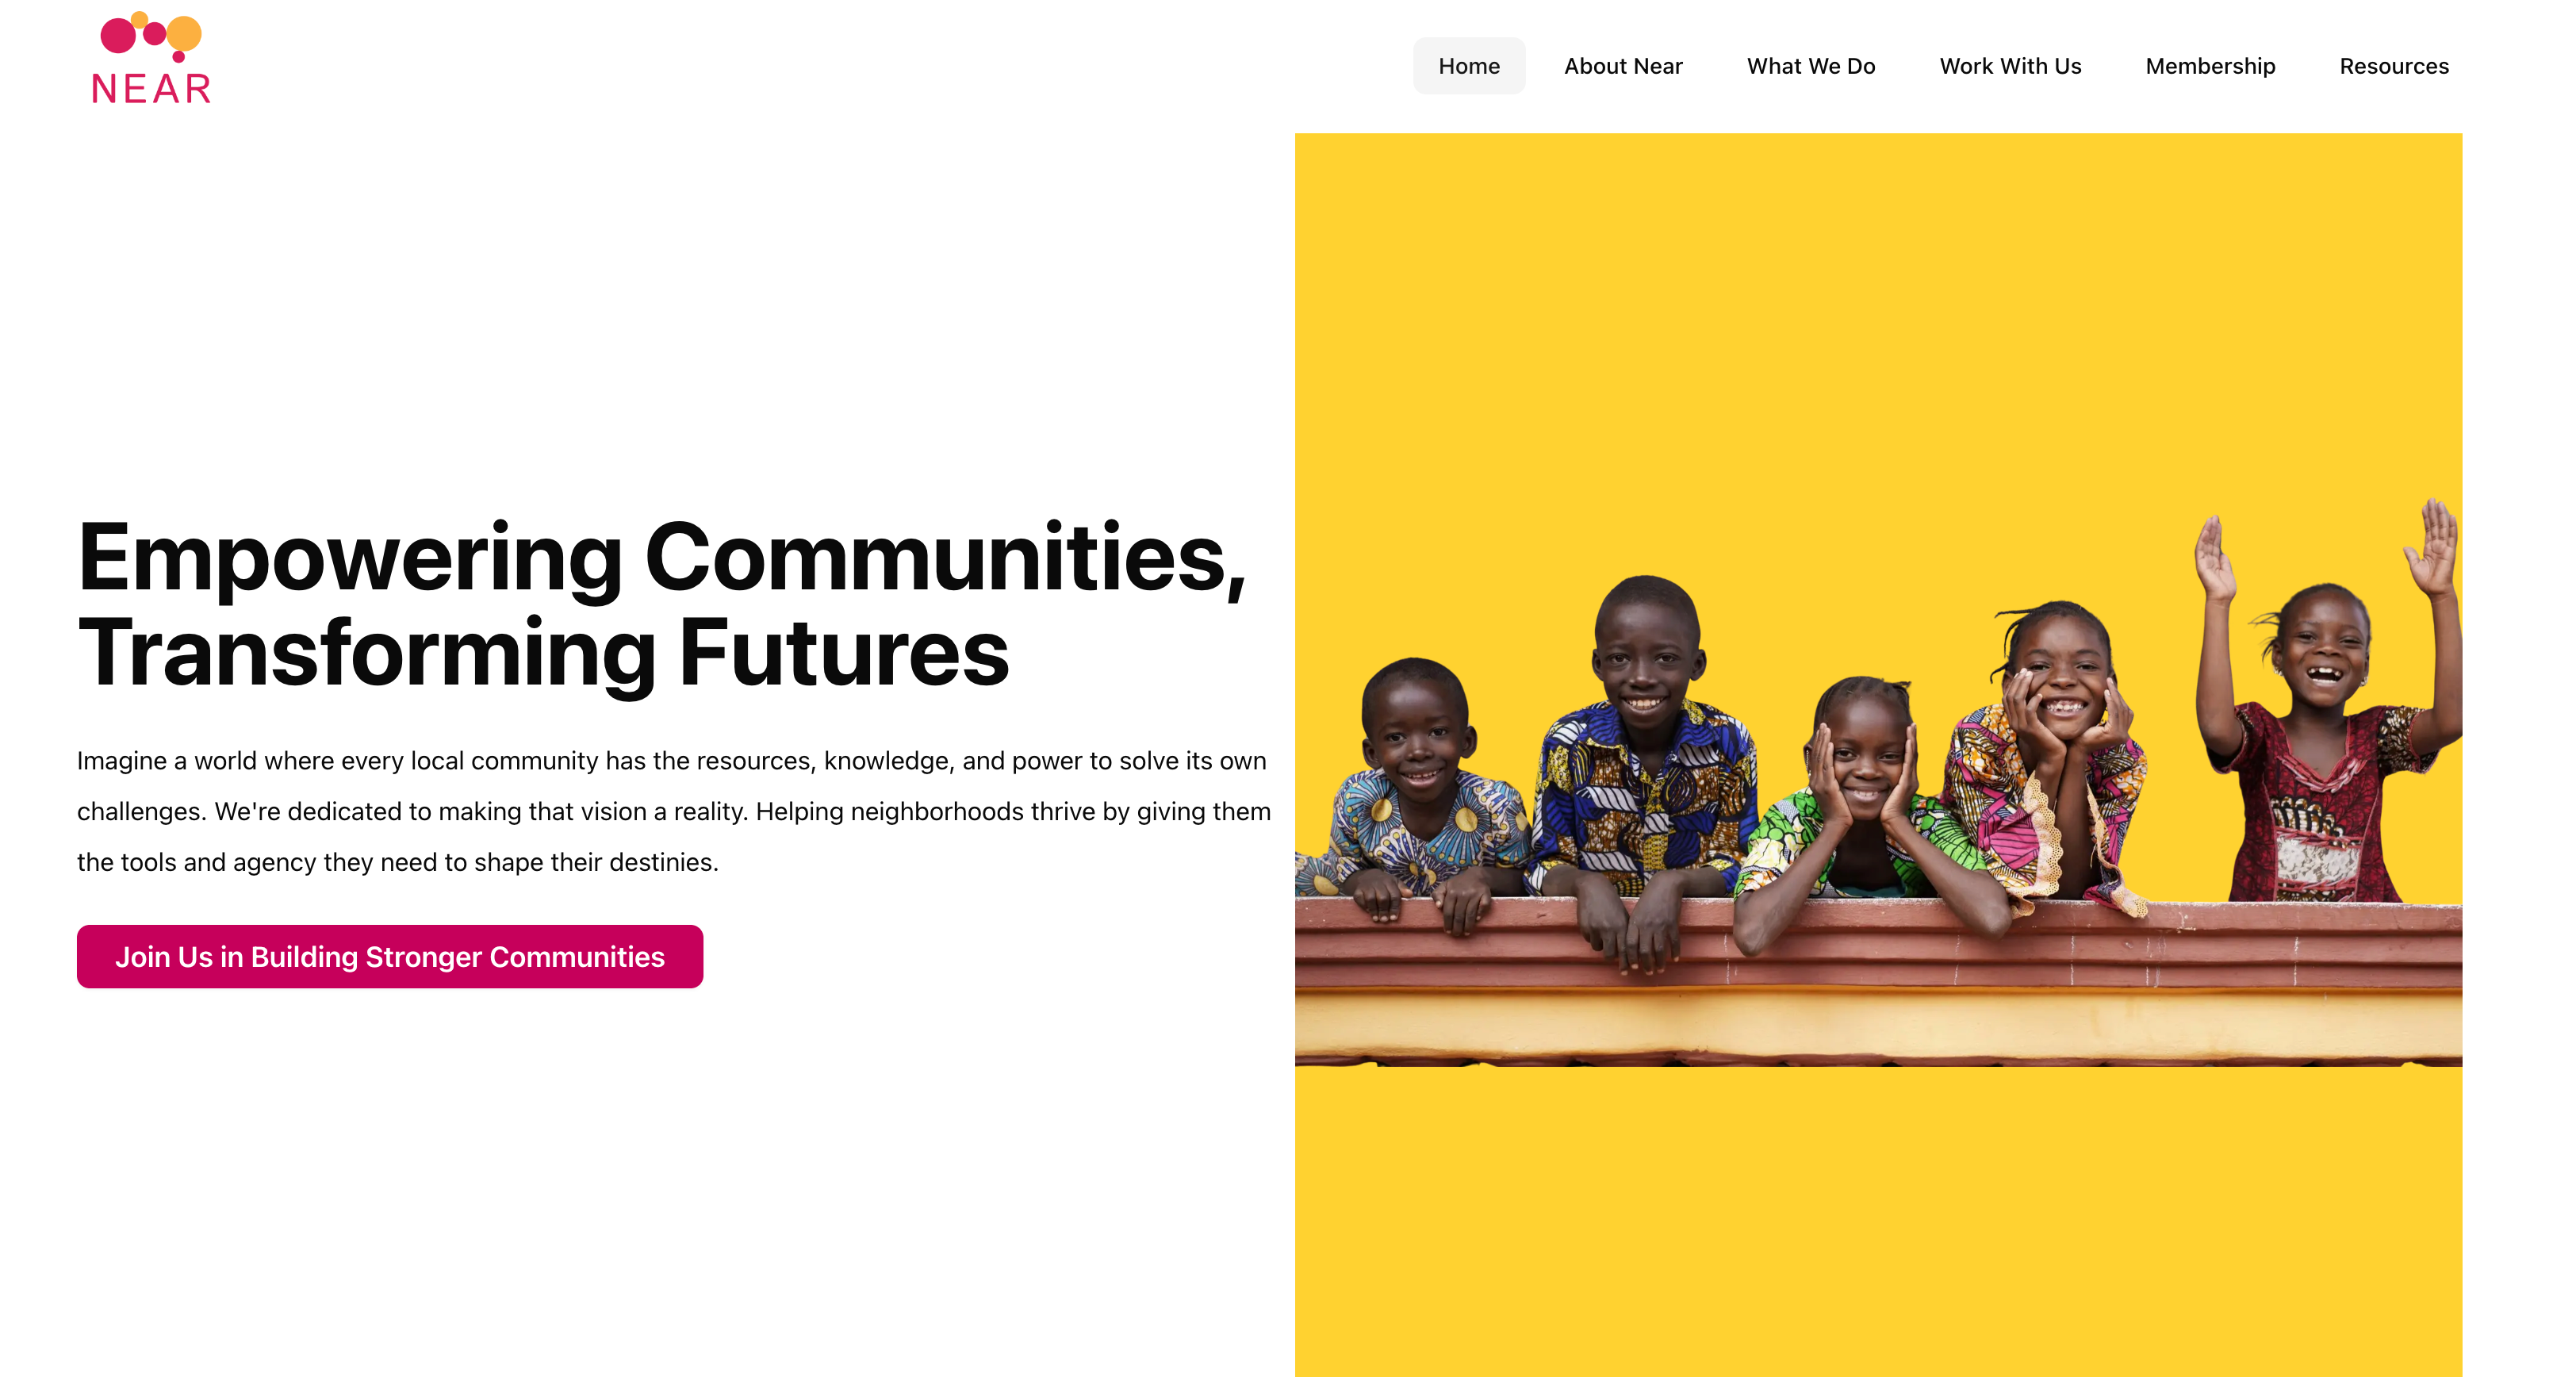 NEAR
Home
About Near
What We Do
Work With Us
Membership
Resources
Empowering Communities,
Transforming Futures
Imagine a world where every local community has the resources, knowledge, and power to solve its own
challenges. We're dedicated to making that vision a reality. Helping neighborhoods thrive by giving them
the tools and agency they need to shape their destinies.
Join Us in Building Stronger Communities